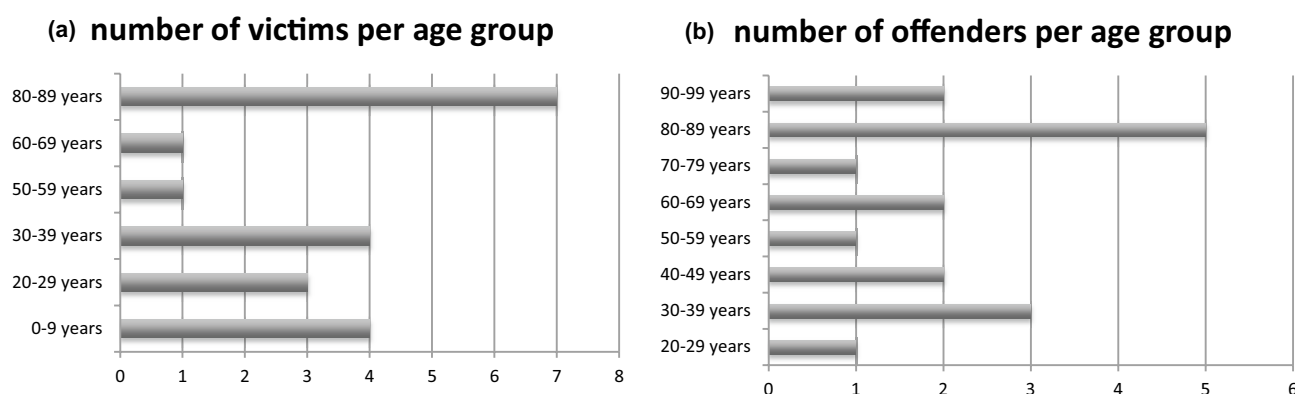 (a) number of victims per age group
80-89 years
60-69 years
50-59 years
30-39 years
20-29 years
0-9 years
0 1 2 3 4 5 6 7 8
(b) number of offenders per age group
90-99 years
80-89 years
70-79 years
60-69 years
50-59 years
40-49 years
30-39 years
20-29 years
0 1 2 3 4 5 6